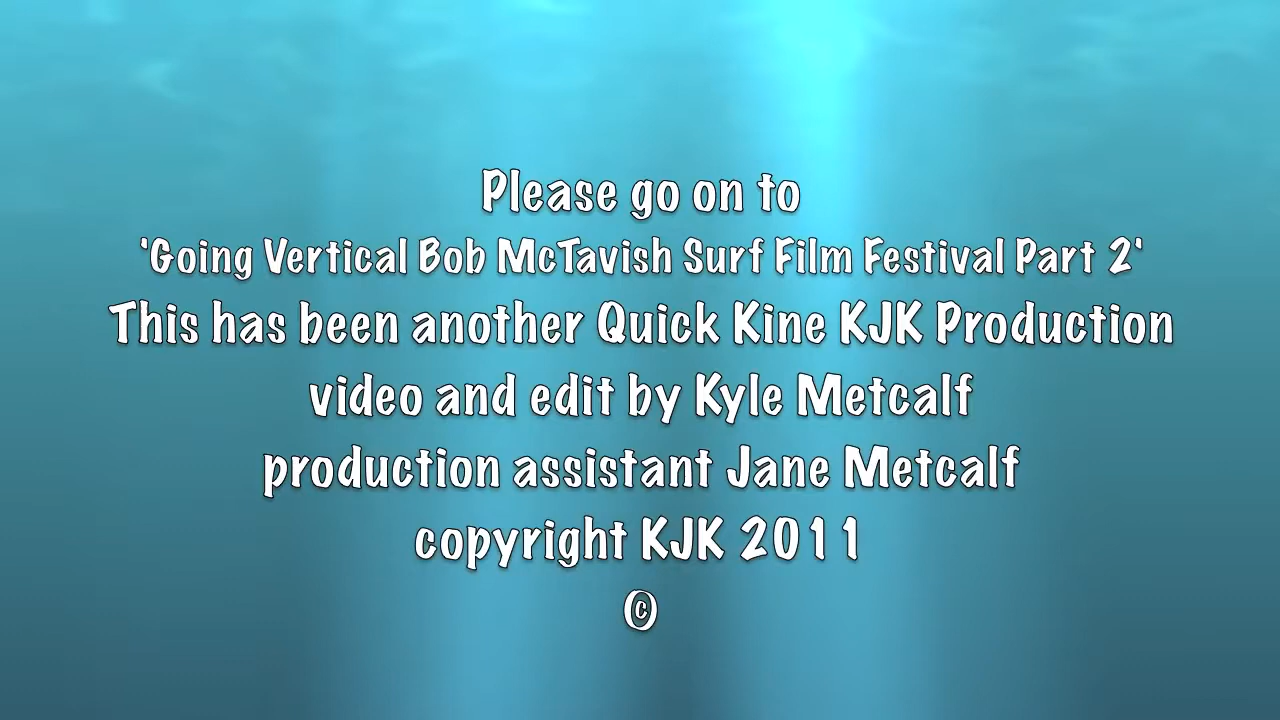 Please go on to
'Going Vertical Bob McTavish Surf Film Festival Part 2'
This has been another Quick Kine KJK Production
video and edit by Kyle Metcalf
production assistant Jane Metcalf
copyright KJK 2011
©